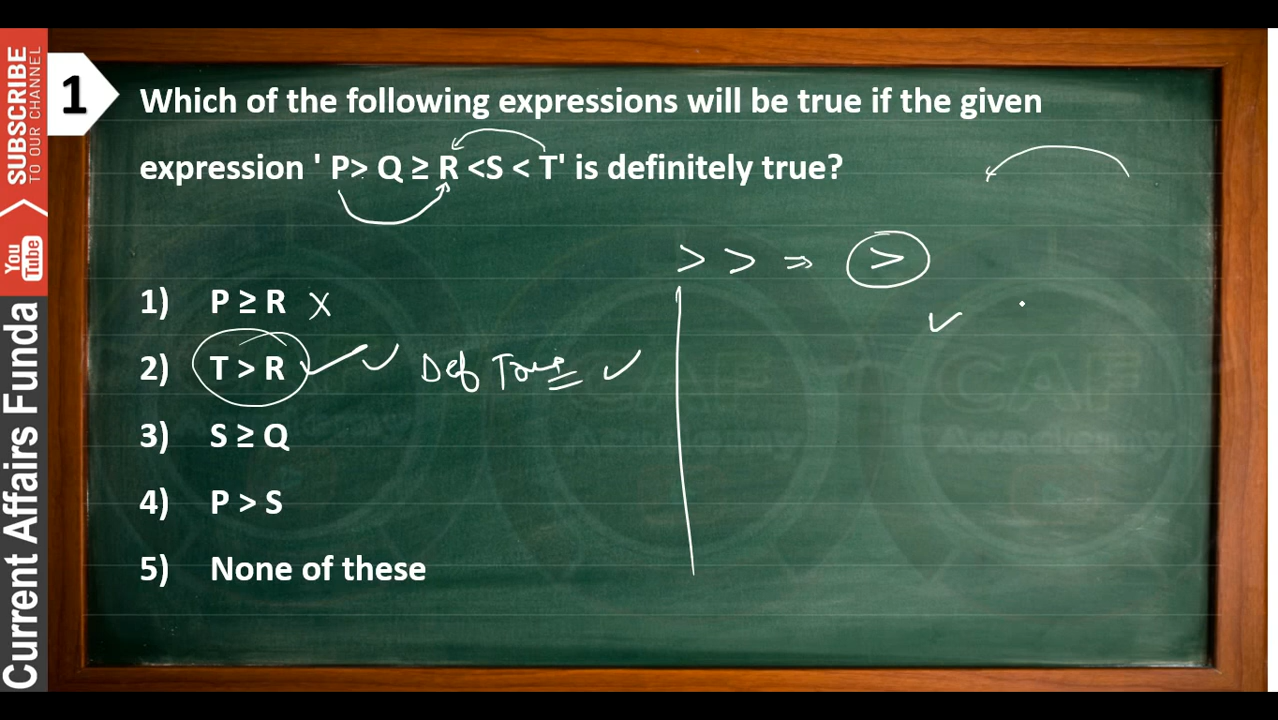 SUBSCRIBE
TO OUR CHANNEL
You
Tube
Current Affairs Funda
1
Which of the following expressions will be true if the given
expression ' P> Q ≥ R <S < T' is definitely true?
> > ⇒ >
1) P ≥ R X
2) T > R ✓ ✓ Def True ✓
3) S ≥ Q
4) P > S
5) None of these
CAF